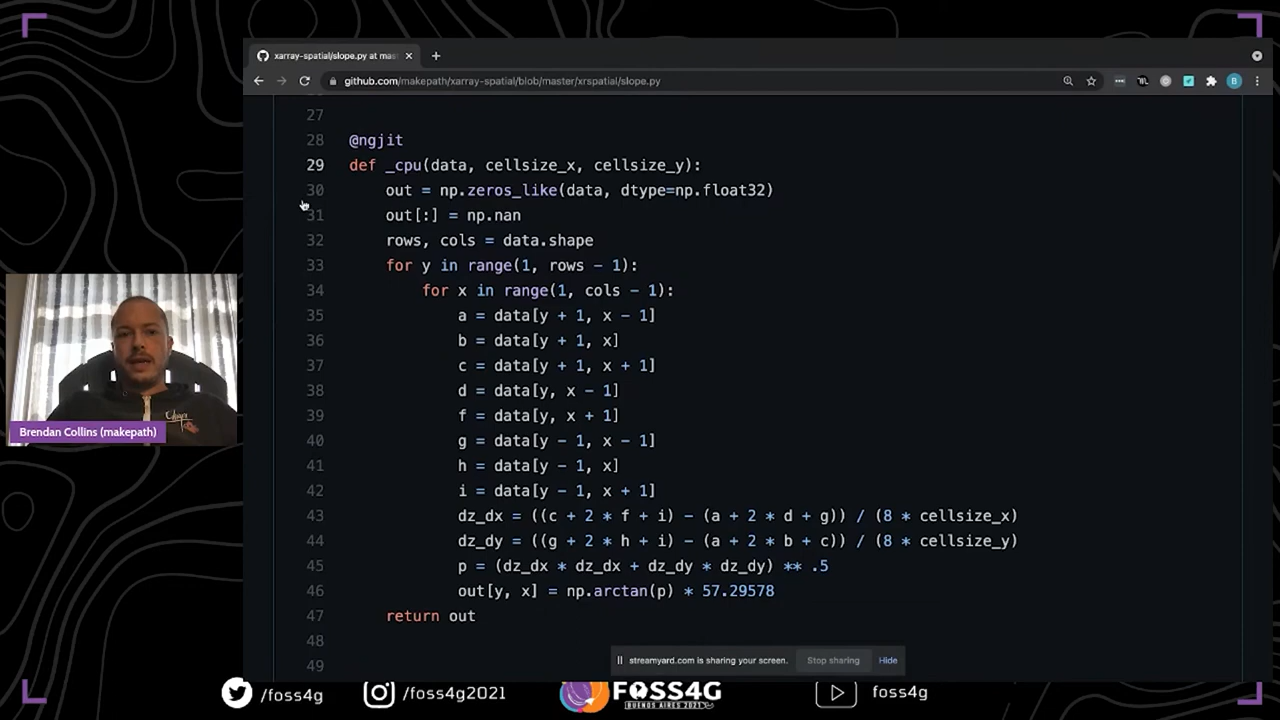 xarray-spatial/slope.py at mas
github.com/makepath/xarray-spatial/blob/master/xrspatial/slope.py
27
28 @ngjit
29 def _cpu(data, cellsize_x, cellsize_y):
30 out = np.zeros_like(data, dtype=np.float32)
31 out[:] = np.nan
32 rows, cols = data.shape
33 for y in range(1, rows - 1):
34 for x in range(1, cols - 1):
35 a = data[y + 1, x - 1]
36 b = data[y + 1, x]
37 c = data[y + 1, x + 1]
38 d = data[y, x - 1]
39 f = data[y, x + 1]
40 g = data[y - 1, x - 1]
41 h = data[y - 1, x]
42 i = data[y - 1, x + 1]
43 dz_dx = ((c + 2 * f + i) - (a + 2 * d + g)) / (8 * cellsize_x)
44 dz_dy = ((g + 2 * h + i) - (a + 2 * b + c)) / (8 * cellsize_y)
45 p = (dz_dx * dz_dx + dz_dy * dz_dy) ** .5
46 out[y, x] = np.arctan(p) * 57.29578
47 return out
48
49
Brendan Collins (makepath)
streamyard.com is sharing your screen. Stop sharing Hide
/foss4g /foss4g2021 FOSS4G foss4g
BUENOS AIRES 2021